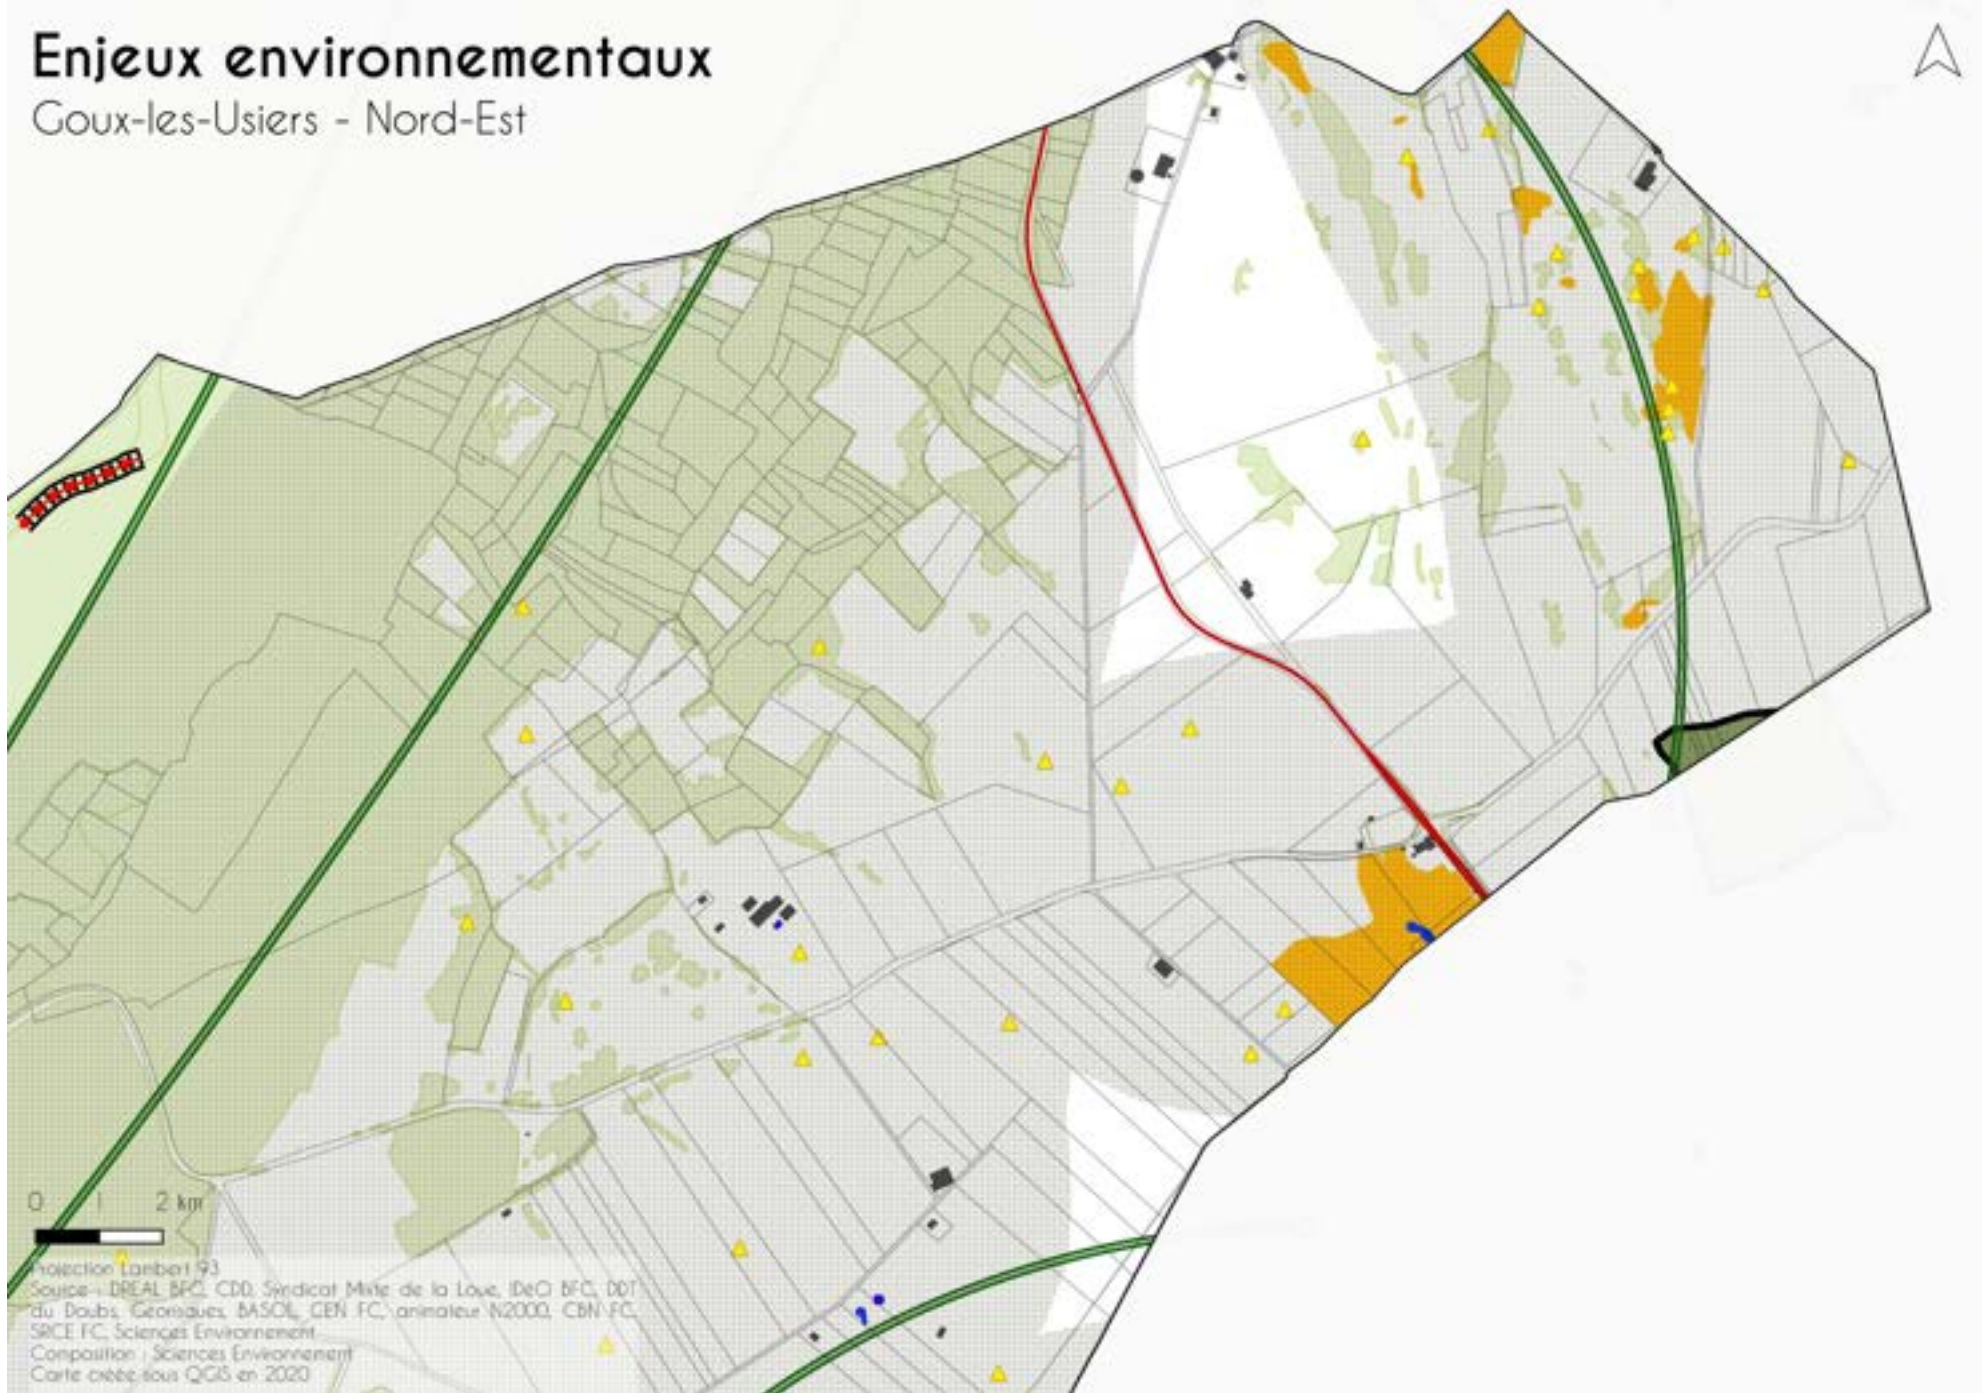 Enjeux environnementaux
Goux-les-Usiers - Nord-Est
0 1 2 km
Projection Lambert 93
Source : DREAL BFC, CDD, Syndicat Mixte de la Loue, IDeO BFC, DDT
du Doubs, Géorisques, BASOL, CEN FC, animateur N2000, CBN FC,
SRCE FC, Sciences Environnement
Composition : Sciences Environnement
Carte créée sous QGIS en 2020